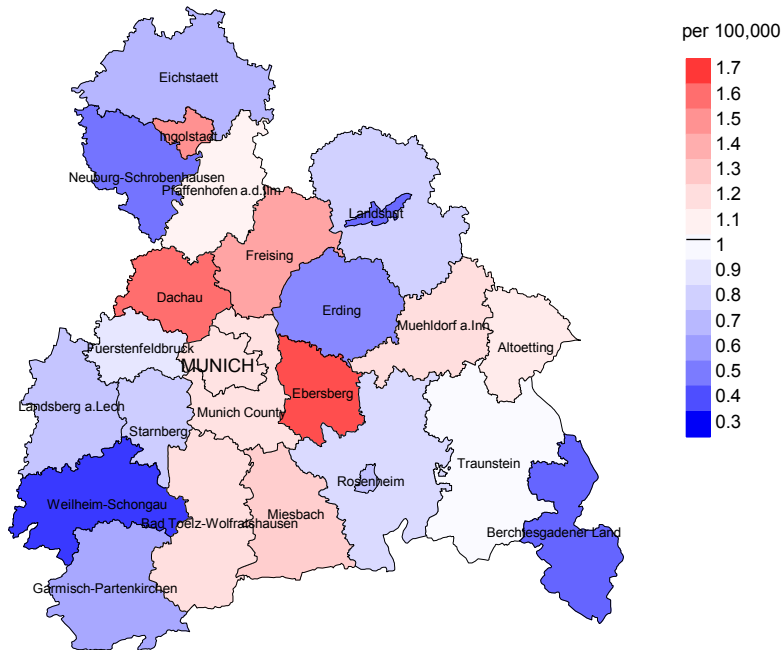 per 100,000
1.7
1.6
1.5
1.4
1.3
1.2
1.1
1
0.9
0.8
0.7
0.6
0.5
0.4
0.3
Eichstaett
Ingolstadt
Neuburg-Schrobenhausen
Pfaffenhofen a.d.Ilm
Landshut
Freising
Dachau
Erding
Muehldorf a.Inn
Altoetting
Fuerstenfeldbruck
MUNICH
Ebersberg
Landsberg a.Lech
Munich County
Starnberg
Traunstein
Rosenheim
Weilheim-Schongau
Miesbach
Bad Toelz-Wolfratshausen
Berchtesgadener Land
Garmisch-Partenkirchen